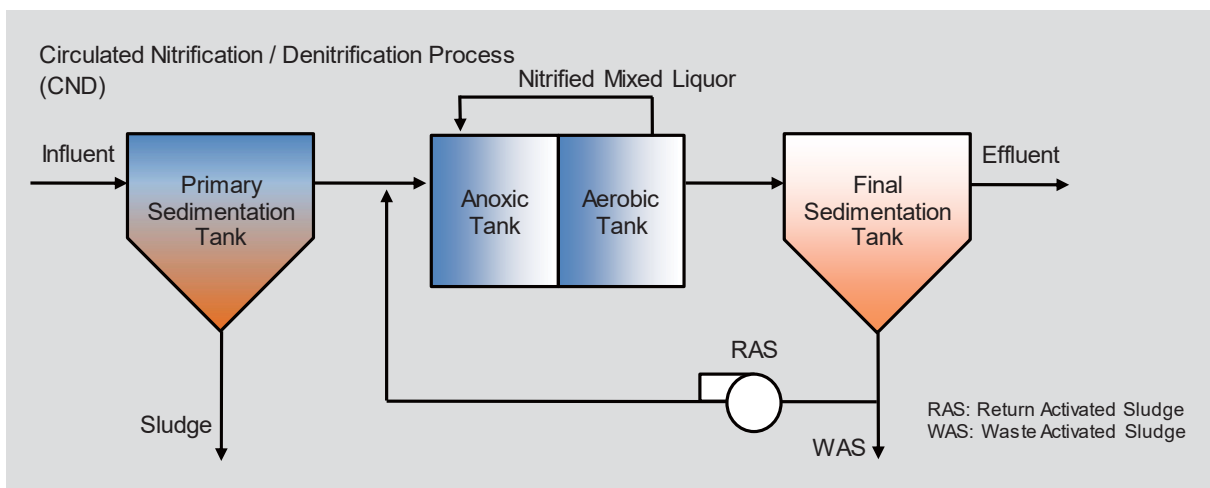 Circulated Nitrification / Denitrification Process
(CND)
Nitrified Mixed Liquor
Influent
Primary
Sedimentation
Tank
Anoxic
Tank
Aerobic
Tank
Final
Sedimentation
Tank
Effluent
RAS
Sludge
WAS
RAS: Return Activated Sludge
WAS: Waste Activated Sludge